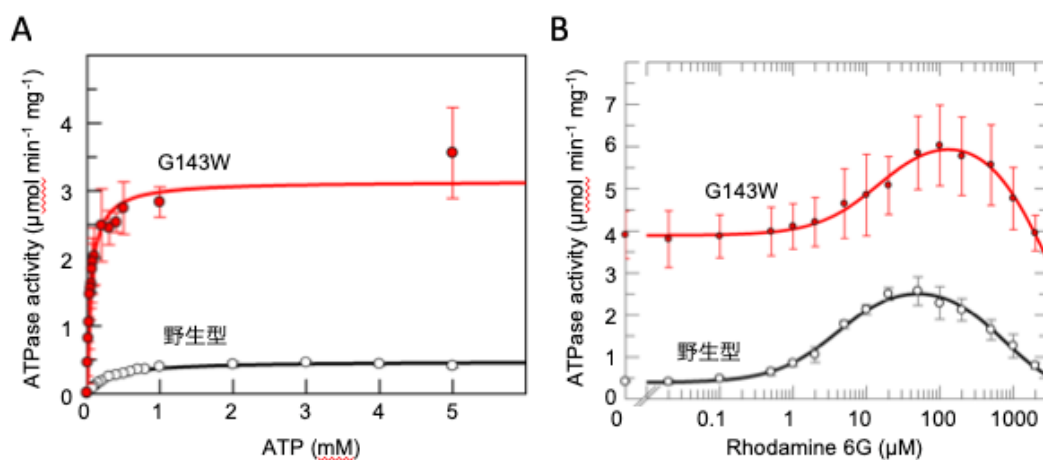 A
B
ATPase activity (µmol min⁻¹ mg⁻¹)
4
3
2
1
0
G143W
野生型
0 1 2 3 4 5
ATP (mM)
ATPase activity (µmol min⁻¹ mg⁻¹)
7
6
5
4
3
2
1
0
G143W
野生型
0 0.1 1 10 100 1000
Rhodamine 6G (µM)